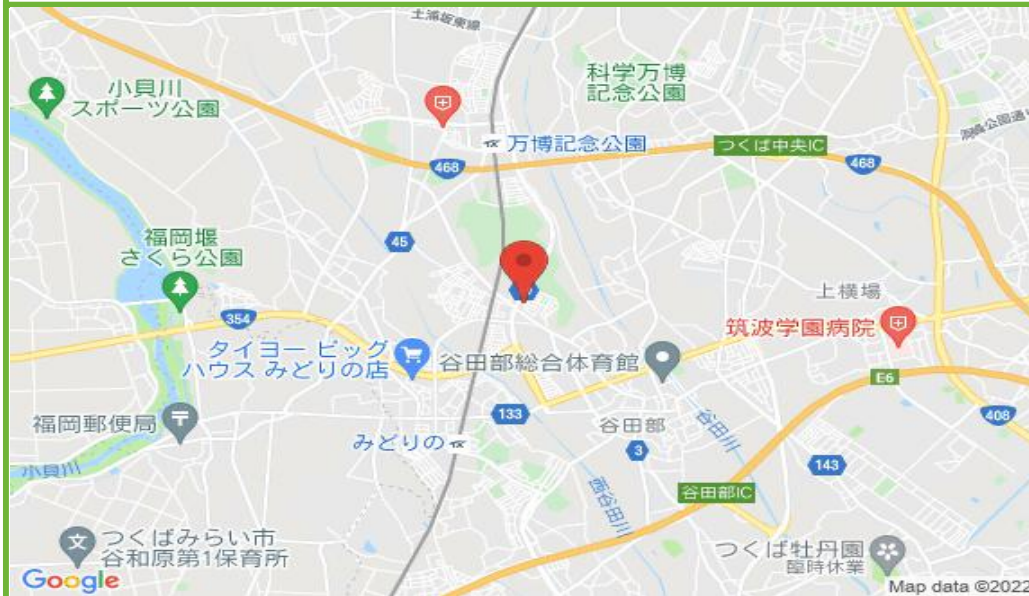 土浦坂東線
小貝川
スポーツ公園
科学万博
記念公園
万博記念公園
つくば中央IC
洞峰公園通り
468
468
福岡堰
さくら公園
45
上横場
354
筑波学園病院
タイヨー ビッグ
ハウス みどりの店
谷田部総合体育館
E6
福岡郵便局
133
谷田部
谷田川
408
みどりの
3
143
小貝川
谷田部IC
西谷田川
つくばみらい市
谷和原第1保育所
つくば牡丹園
臨時休業
Google
Map data ©2022